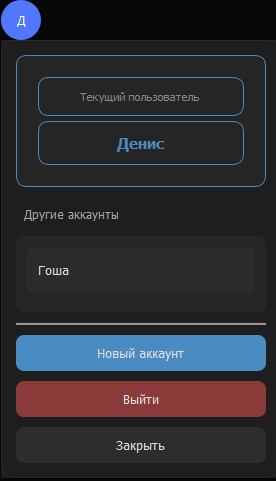 Д
Текущий пользователь
Денис
Другие аккаунты
Гоша
Новый аккаунт
Выйти
Закрыть